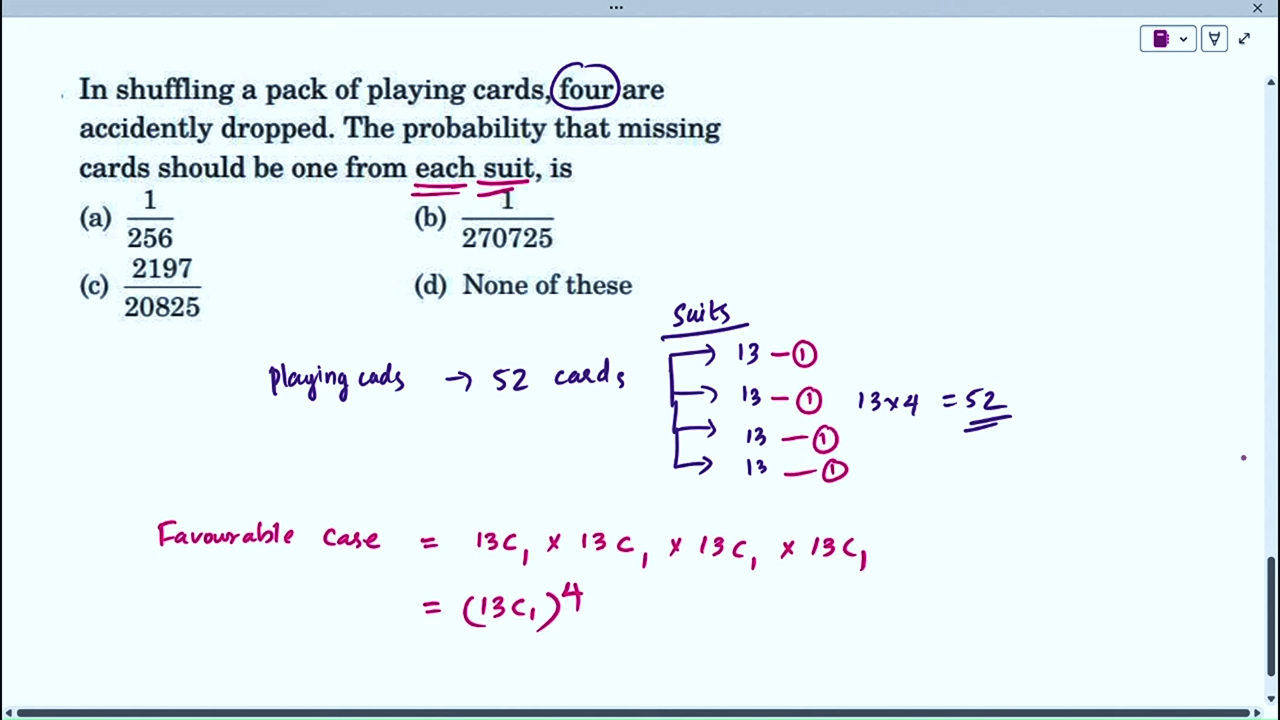 In shuffling a pack of playing cards, four are
accidently dropped. The probability that missing
cards should be one from each suit, is
(a) 1/256 (b) 1/270725
(c) 2197/20825 (d) None of these
Suits
Playing cads → 52 cards
13 — 1
13 — 1
13 — 1
13 — 1
13 x 4 = 52
Favourable case = 13C₁ x 13C₁ x 13C₁ x 13C₁
= (13C₁)⁴